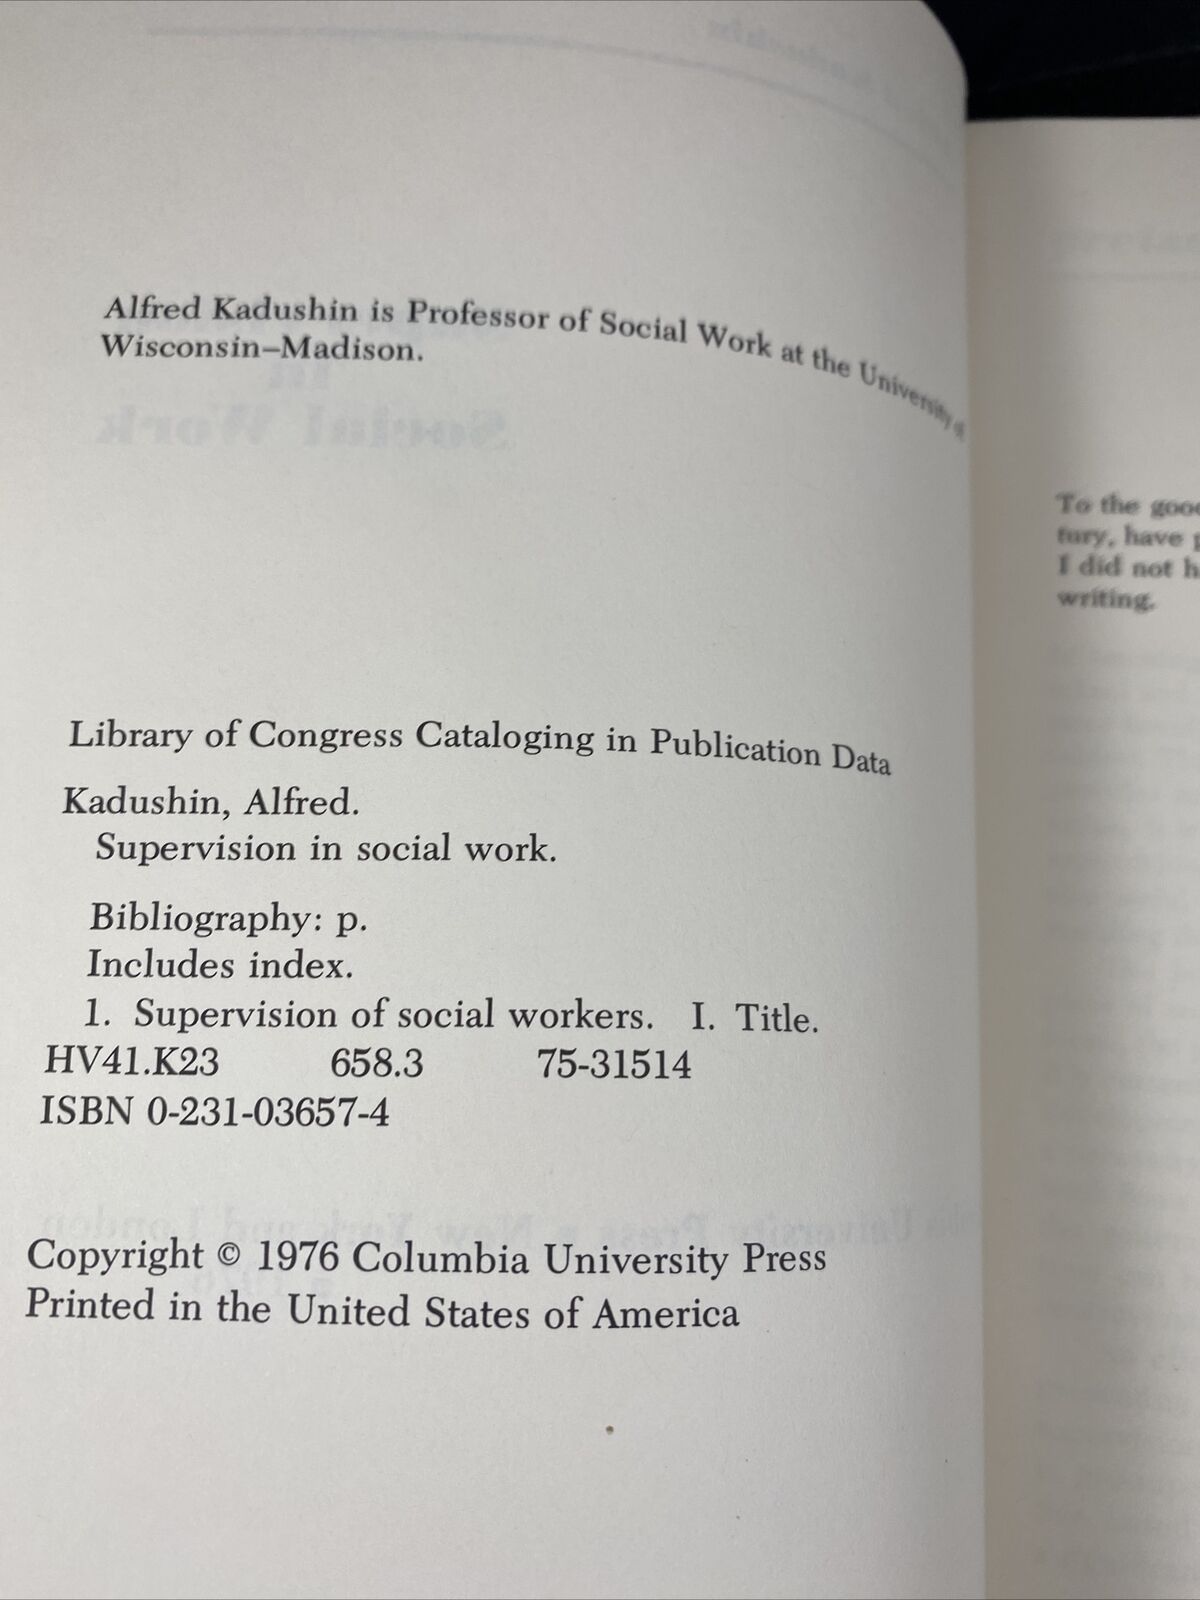 Alfred Kadushin is Professor of Social Work at the University of
Wisconsin–Madison.
Library of Congress Cataloging in Publication Data
Kadushin, Alfred.
Supervision in social work.
Bibliography: p.
Includes index.
1. Supervision of social workers. I. Title.
HV41.K23 658.3 75-31514
ISBN 0-231-03657-4
Copyright © 1976 Columbia University Press
Printed in the United States of America
To the good
tury, have p
I did not h
writing.